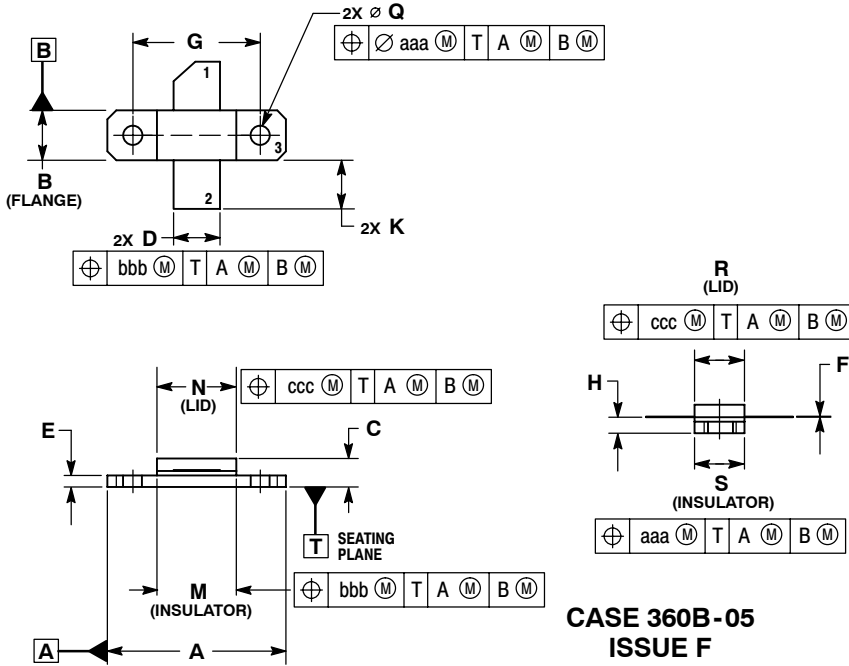 2X ⌀ Q
⌖ ⌀ aaa Ⓜ T A Ⓜ B Ⓜ
G
B
1
3
B
(FLANGE)
2
2X K
2X D
⌖ bbb Ⓜ T A Ⓜ B Ⓜ
R
(LID)
⌖ ccc Ⓜ T A Ⓜ B Ⓜ
N
(LID)
⌖ ccc Ⓜ T A Ⓜ B Ⓜ
H
F
E
C
S
(INSULATOR)
⌖ aaa Ⓜ T A Ⓜ B Ⓜ
T SEATING
PLANE
M
(INSULATOR)
⌖ bbb Ⓜ T A Ⓜ B Ⓜ
A
A
CASE 360B-05
ISSUE F